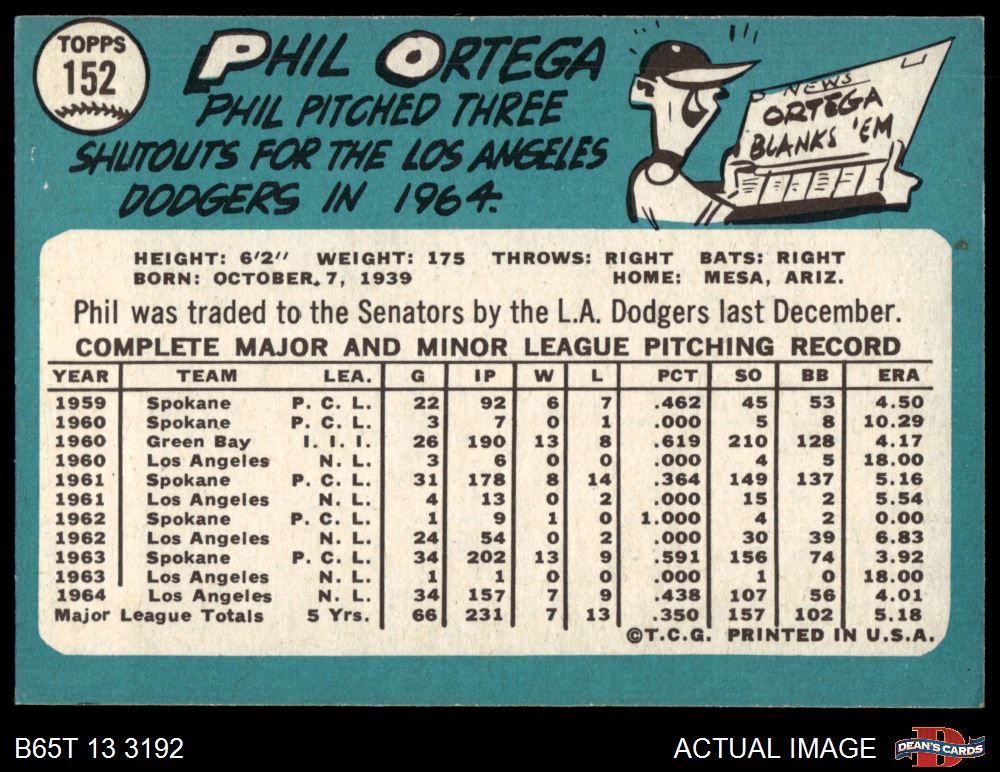 TOPPS
152
PHIL ORTEGA
PHIL PITCHED THREE
SHUTOUTS FOR THE LOS ANGELES
DODGERS IN 1964.
NEWS
ORTEGA
BLANKS 'EM
HEIGHT: 6'2" WEIGHT: 175 THROWS: RIGHT BATS: RIGHT
BORN: OCTOBER 7, 1939 HOME: MESA, ARIZ.
Phil was traded to the Senators by the L.A. Dodgers last December.
COMPLETE MAJOR AND MINOR LEAGUE PITCHING RECORD
YEAR TEAM LEA. G IP W L PCT SO BB ERA
1959 Spokane P. C. L. 22 92 6 7 .462 45 53 4.50
1960 Spokane P. C. L. 3 7 0 1 .000 5 8 10.29
1960 Green Bay I. I. I. 26 190 13 8 .619 210 128 4.17
1960 Los Angeles N. L. 3 6 0 0 .000 4 5 18.00
1961 Spokane P. C. L. 31 178 8 14 .364 149 137 5.16
1961 Los Angeles N. L. 4 13 0 2 .000 15 2 5.54
1962 Spokane P. C. L. 1 9 1 0 1.000 4 2 0.00
1962 Los Angeles N. L. 24 54 0 2 .000 30 39 6.83
1963 Spokane P. C. L. 34 202 13 9 .591 156 74 3.92
1963 Los Angeles N. L. 1 1 0 0 .000 1 0 18.00
1964 Los Angeles N. L. 34 157 7 9 .438 107 56 4.01
Major League Totals 5 Yrs. 66 231 7 13 .350 157 102 5.18
©T.C.G. PRINTED IN U.S.A.
B65T 13 3192 ACTUAL IMAGE
D
DEAN'S CARDS